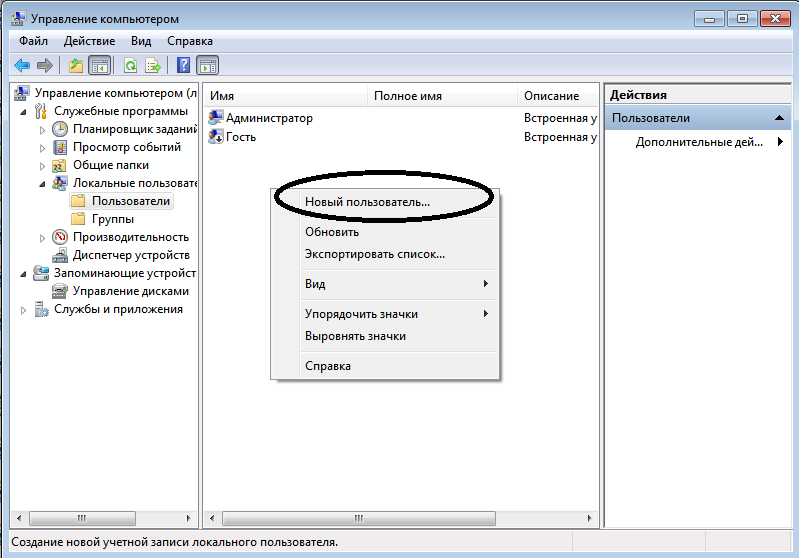 Управление компьютером
Файл Действие Вид Справка
Управление компьютером (л
Служебные программы
Планировщик заданий
Просмотр событий
Общие папки
Локальные пользовате
Пользователи
Группы
Производительность
Диспетчер устройств
Запоминающие устройст
Управление дисками
Службы и приложения
Имя Полное имя Описание
Администратор Встроенная у
Гость Встроенная у
Новый пользователь...
Обновить
Экспортировать список...
Вид
Упорядочить значки
Выровнять значки
Справка
Действия
Пользователи
Дополнительные дей...
Создание новой учетной записи локального пользователя.